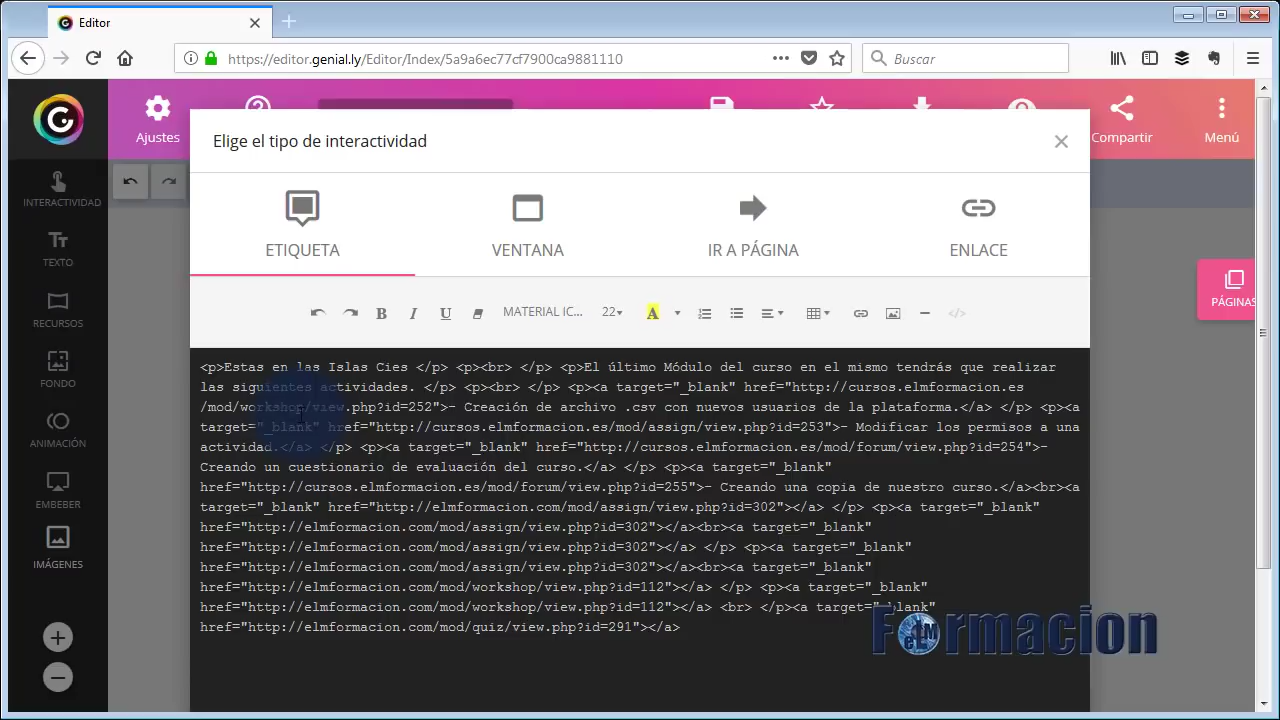 Editor
https://editor.genial.ly/Editor/Index/5a9a6ec77cf7900ca9881110
Buscar
Ajustes
Compartir
Menú
Elige el tipo de interactividad
INTERACTIVIDAD
TEXTO
RECURSOS
FONDO
ANIMACIÓN
EMBEBER
IMÁGENES
ETIQUETA
VENTANA
IR A PÁGINA
ENLACE
PÁGINAS
B I U MATERIAL IC... 22 A
<p>Estas en las Islas Cies </p> <p><br> </p> <p>El último Módulo del curso en el mismo tendrás que realizar
las siguientes actividades. </p> <p><br> </p> <p><a target="_blank" href="http://cursos.elmformacion.es
/mod/workshop/view.php?id=252">- Creación de archivo .csv con nuevos usuarios de la plataforma.</a> </p> <p><a
target="_blank" href="http://cursos.elmformacion.es/mod/assign/view.php?id=253">- Modificar los permisos a una
actividad.</a> </p> <p><a target="_blank" href="http://cursos.elmformacion.es/mod/forum/view.php?id=254">-
Creando un cuestionario de evaluación del curso.</a> </p> <p><a target="_blank"
href="http://cursos.elmformacion.es/mod/forum/view.php?id=255">- Creando una copia de nuestro curso.</a><br><a
target="_blank" href="http://elmformacion.com/mod/assign/view.php?id=302"></a> </p> <p><a target="_blank"
href="http://elmformacion.com/mod/assign/view.php?id=302"></a><br><a target="_blank"
href="http://elmformacion.com/mod/assign/view.php?id=302"></a> </p> <p><a target="_blank"
href="http://elmformacion.com/mod/assign/view.php?id=302"></a><br><a target="_blank"
href="http://elmformacion.com/mod/workshop/view.php?id=112"></a> </p> <p><a target="_blank"
href="http://elmformacion.com/mod/workshop/view.php?id=112"></a> <br> </p><a target="_blank"
href="http://elmformacion.com/mod/quiz/view.php?id=291"></a>
Formacion
eLM